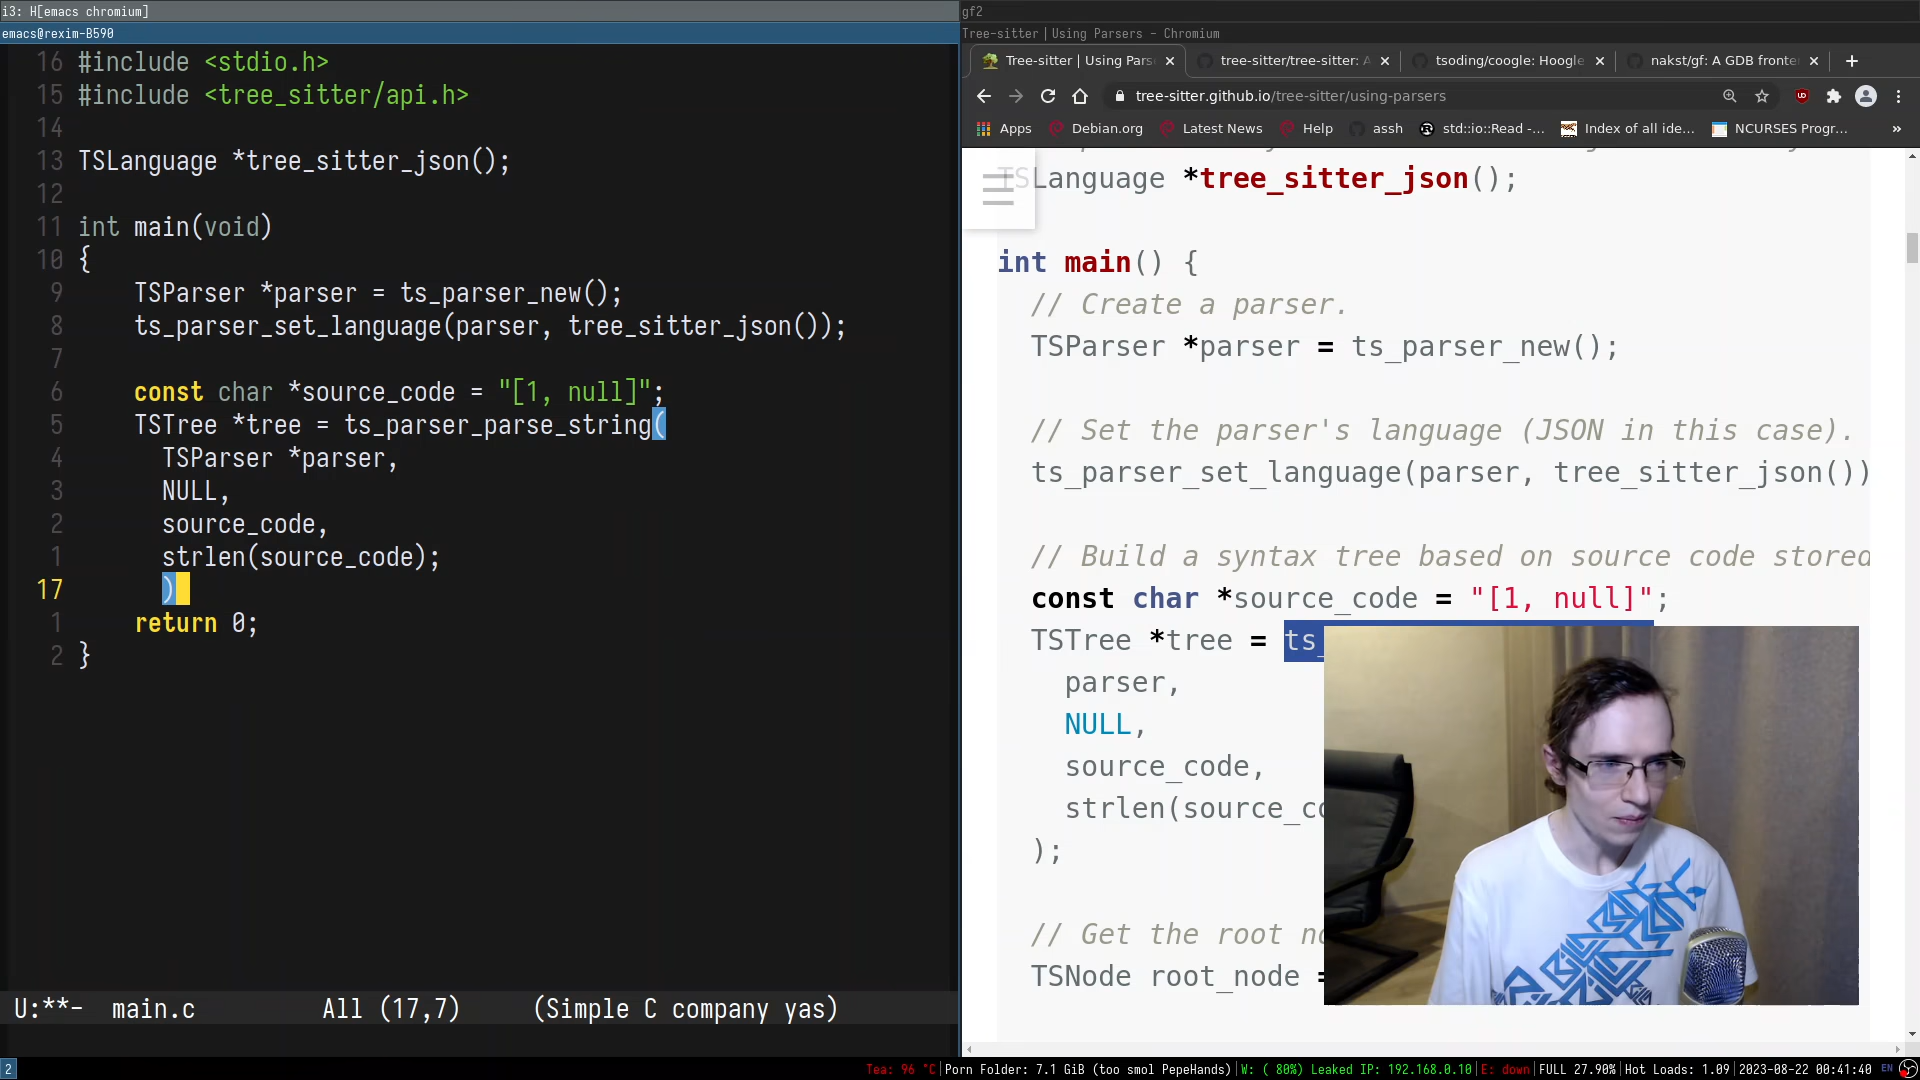 i3: H[emacs chromium]
emacs@rexim-B590
16 #include <stdio.h>
15 #include <tree_sitter/api.h>
14
13 TSLanguage *tree_sitter_json();
12
11 int main(void)
10 {
9 TSParser *parser = ts_parser_new();
8 ts_parser_set_language(parser, tree_sitter_json());
7
6 const char *source_code = "[1, null]";
5 TSTree *tree = ts_parser_parse_string(
4 TSParser *parser,
3 NULL,
2 source_code,
1 strlen(source_code);
17 )
1 return 0;
2 }
U:**- main.c All (17,7) (Simple C company yas)
gf2
Tree-sitter | Using Parsers - Chromium
Tree-sitter | Using Parse
tree-sitter/tree-sitter: A
tsoding/coogle: Hoogle
nakst/gf: A GDB fronte
tree-sitter.github.io/tree-sitter/using-parsers
Apps Debian.org Latest News Help assh std::io::Read -... Index of all ide... NCURSES Progr... »
TSLanguage *tree_sitter_json();
int main() {
// Create a parser.
TSParser *parser = ts_parser_new();
// Set the parser's language (JSON in this case).
ts_parser_set_language(parser, tree_sitter_json())
// Build a syntax tree based on source code stored
const char *source_code = "[1, null]";
TSTree *tree = ts_
parser,
NULL,
source_code,
strlen(source_co
);
// Get the root no
TSNode root_node =
2
Tea: 96 °C|Porn Folder: 7.1 GiB (too smol PepeHands)|W: ( 80%) Leaked IP: 192.168.0.10|E: down|FULL 27.90%|Hot Loads: 1.09|2023-08-22 00:41:40 EN